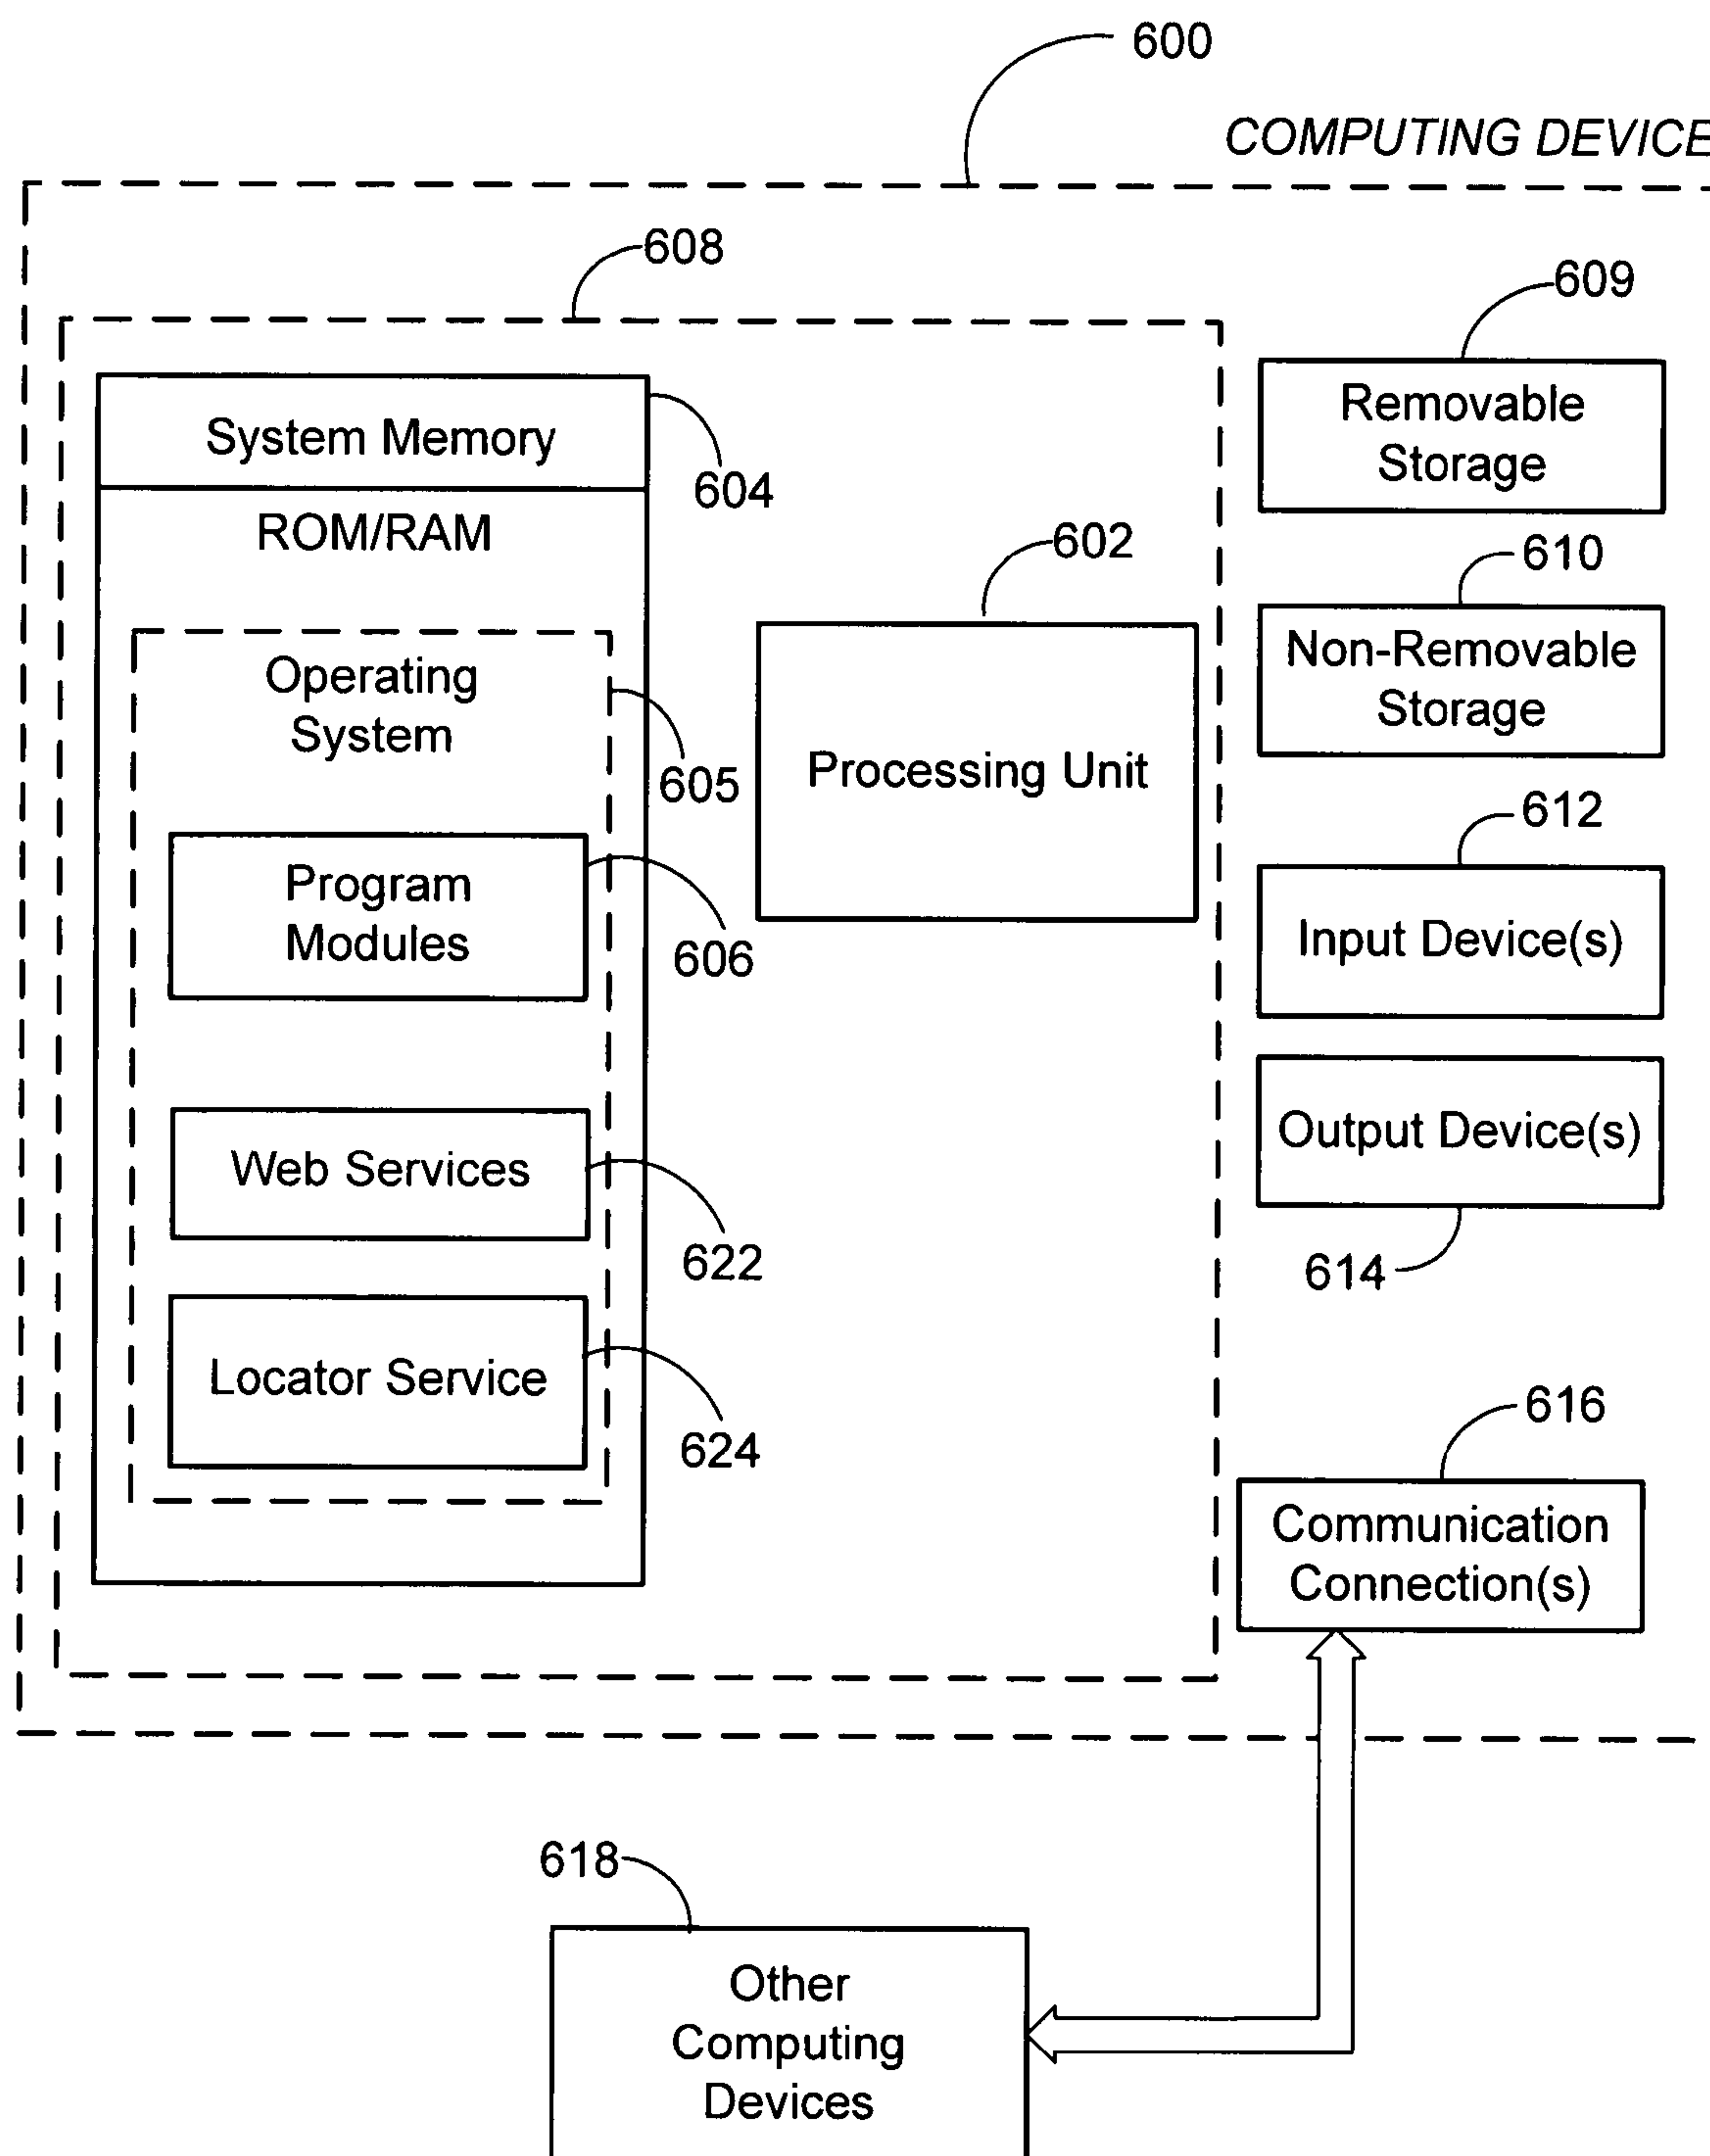 600
COMPUTING DEVICE
608
609
System Memory
604
Removable
Storage
ROM/RAM
602
610
Operating
System
605
Non-Removable
Storage
Processing Unit
612
Program
Modules
606
Input Device(s)
Output Device(s)
Web Services
622
614
Locator Service
624
616
Communication
Connection(s)
618
Other
Computing
Devices